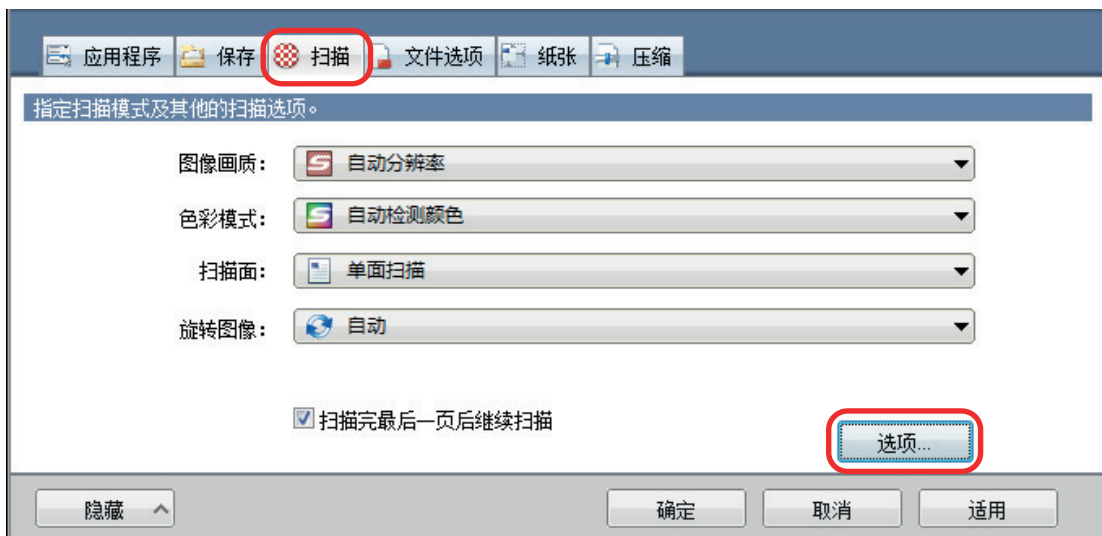 应用程序 保存 扫描 文件选项 纸张 压缩
指定扫描模式及其他的扫描选项。
图像画质： 自动分辨率
色彩模式： 自动检测颜色
扫描面： 单面扫描
旋转图像： 自动
扫描完最后一页后继续扫描
选项...
隐藏 确定 取消 适用